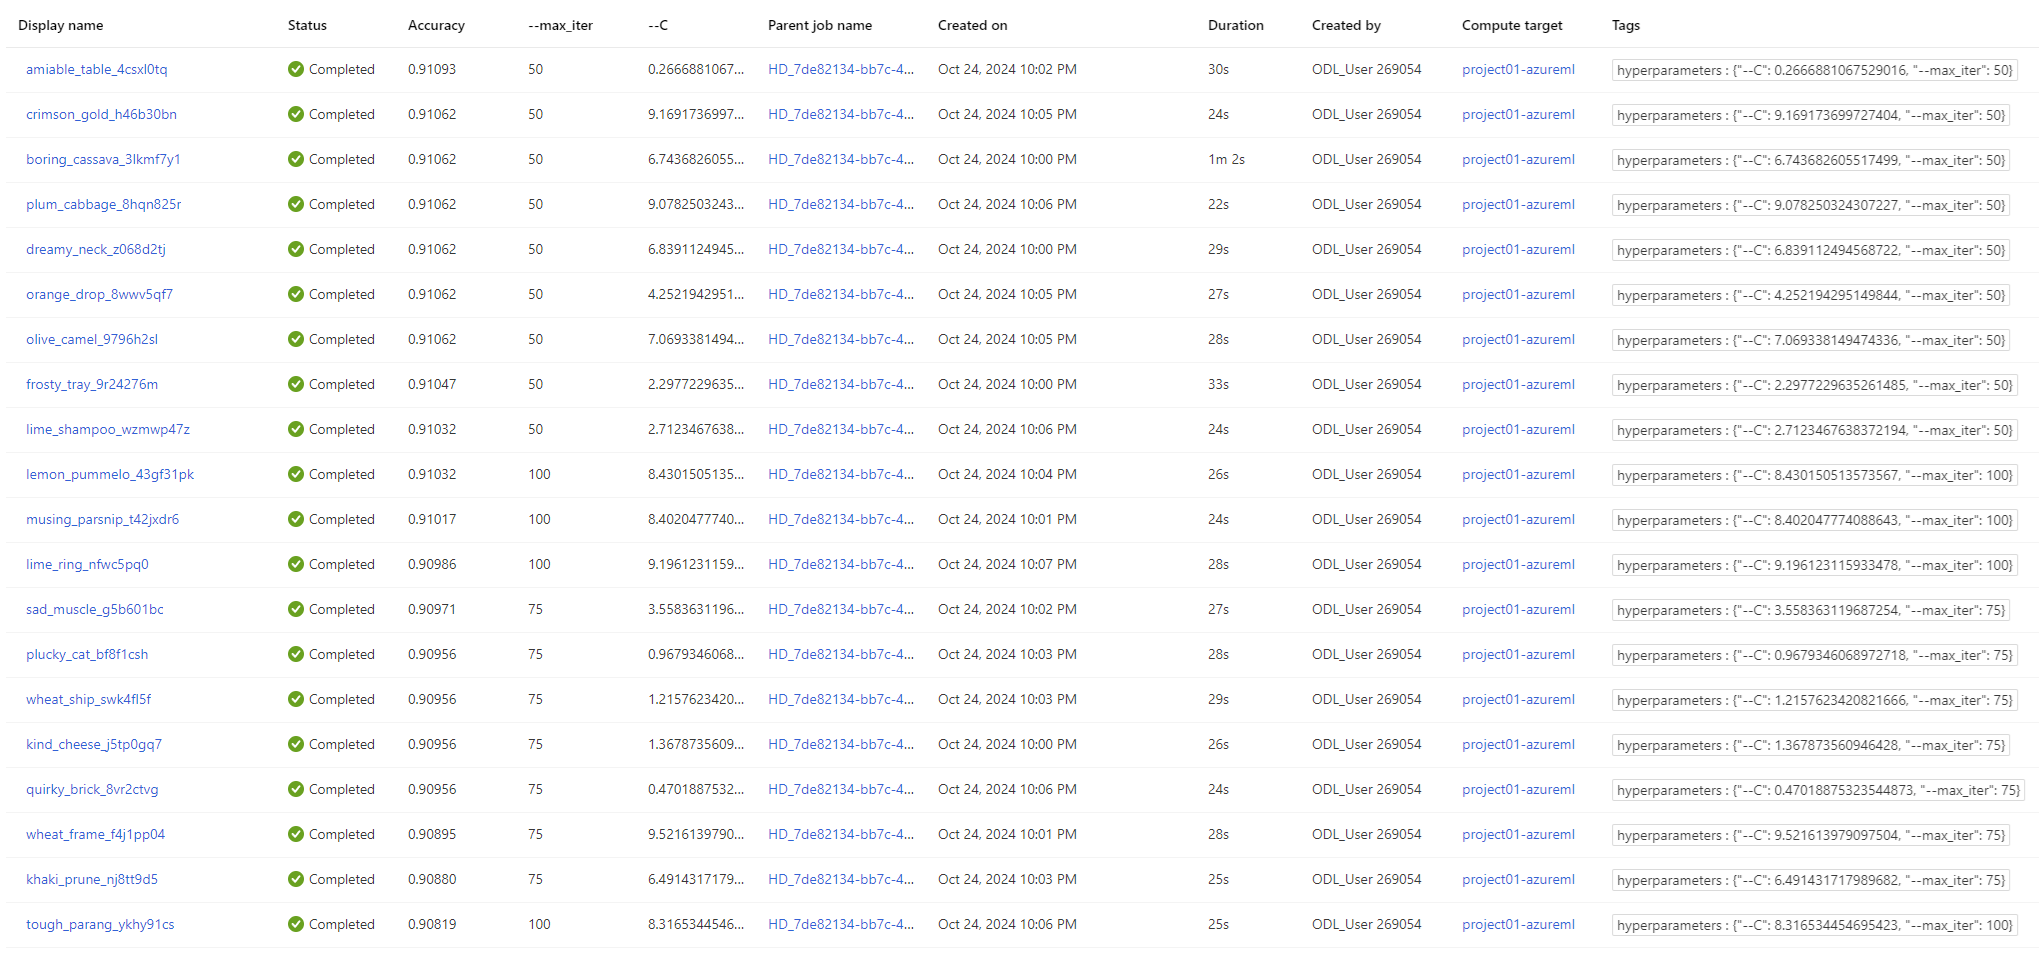 Display name Status Accuracy --max_iter --C Parent job name Created on Duration Created by Compute target Tags
amiable_table_4csxl0tq Completed 0.91093 50 0.2666881067... HD_7de82134-bb7c-4... Oct 24, 2024 10:02 PM 30s ODL_User 269054 project01-azureml hyperparameters : {"--C": 0.2666881067529016, "--max_iter": 50}
crimson_gold_h46b30bn Completed 0.91062 50 9.1691736997... HD_7de82134-bb7c-4... Oct 24, 2024 10:05 PM 24s ODL_User 269054 project01-azureml hyperparameters : {"--C": 9.169173699727404, "--max_iter": 50}
boring_cassava_3lkmf7y1 Completed 0.91062 50 6.7436826055... HD_7de82134-bb7c-4... Oct 24, 2024 10:00 PM 1m 2s ODL_User 269054 project01-azureml hyperparameters : {"--C": 6.743682605517499, "--max_iter": 50}
plum_cabbage_8hqn825r Completed 0.91062 50 9.0782503243... HD_7de82134-bb7c-4... Oct 24, 2024 10:06 PM 22s ODL_User 269054 project01-azureml hyperparameters : {"--C": 9.078250324307227, "--max_iter": 50}
dreamy_neck_z068d2tj Completed 0.91062 50 6.8391124945... HD_7de82134-bb7c-4... Oct 24, 2024 10:00 PM 29s ODL_User 269054 project01-azureml hyperparameters : {"--C": 6.839112494568722, "--max_iter": 50}
orange_drop_8wwv5qf7 Completed 0.91062 50 4.2521942951... HD_7de82134-bb7c-4... Oct 24, 2024 10:05 PM 27s ODL_User 269054 project01-azureml hyperparameters : {"--C": 4.252194295149844, "--max_iter": 50}
olive_camel_9796h2sl Completed 0.91062 50 7.0693381494... HD_7de82134-bb7c-4... Oct 24, 2024 10:05 PM 28s ODL_User 269054 project01-azureml hyperparameters : {"--C": 7.069338149474336, "--max_iter": 50}
frosty_tray_9r24276m Completed 0.91047 50 2.2977229635... HD_7de82134-bb7c-4... Oct 24, 2024 10:00 PM 33s ODL_User 269054 project01-azureml hyperparameters : {"--C": 2.2977229635261485, "--max_iter": 50}
lime_shampoo_wzmwp47z Completed 0.91032 50 2.7123467638... HD_7de82134-bb7c-4... Oct 24, 2024 10:06 PM 24s ODL_User 269054 project01-azureml hyperparameters : {"--C": 2.7123467638372194, "--max_iter": 50}
lemon_pummelo_43gf31pk Completed 0.91032 100 8.4301505135... HD_7de82134-bb7c-4... Oct 24, 2024 10:04 PM 26s ODL_User 269054 project01-azureml hyperparameters : {"--C": 8.430150513573567, "--max_iter": 100}
musing_parsnip_t42jxdr6 Completed 0.91017 100 8.4020477740... HD_7de82134-bb7c-4... Oct 24, 2024 10:01 PM 24s ODL_User 269054 project01-azureml hyperparameters : {"--C": 8.402047774088643, "--max_iter": 100}
lime_ring_nfwc5pq0 Completed 0.90986 100 9.1961231159... HD_7de82134-bb7c-4... Oct 24, 2024 10:07 PM 28s ODL_User 269054 project01-azureml hyperparameters : {"--C": 9.196123115933478, "--max_iter": 100}
sad_muscle_g5b601bc Completed 0.90971 75 3.5583631196... HD_7de82134-bb7c-4... Oct 24, 2024 10:02 PM 27s ODL_User 269054 project01-azureml hyperparameters : {"--C": 3.558363119687254, "--max_iter": 75}
plucky_cat_bf8f1csh Completed 0.90956 75 0.9679346068... HD_7de82134-bb7c-4... Oct 24, 2024 10:03 PM 28s ODL_User 269054 project01-azureml hyperparameters : {"--C": 0.9679346068972718, "--max_iter": 75}
wheat_ship_swk4fl5f Completed 0.90956 75 1.2157623420... HD_7de82134-bb7c-4... Oct 24, 2024 10:03 PM 29s ODL_User 269054 project01-azureml hyperparameters : {"--C": 1.2157623420821666, "--max_iter": 75}
kind_cheese_j5tp0gq7 Completed 0.90956 75 1.3678735609... HD_7de82134-bb7c-4... Oct 24, 2024 10:00 PM 26s ODL_User 269054 project01-azureml hyperparameters : {"--C": 1.367873560946428, "--max_iter": 75}
quirky_brick_8vr2ctvg Completed 0.90956 75 0.4701887532... HD_7de82134-bb7c-4... Oct 24, 2024 10:06 PM 24s ODL_User 269054 project01-azureml hyperparameters : {"--C": 0.47018875323544873, "--max_iter": 75}
wheat_frame_f4j1pp04 Completed 0.90895 75 9.5216139790... HD_7de82134-bb7c-4... Oct 24, 2024 10:01 PM 28s ODL_User 269054 project01-azureml hyperparameters : {"--C": 9.521613979097504, "--max_iter": 75}
khaki_prune_nj8tt9d5 Completed 0.90880 75 6.4914317179... HD_7de82134-bb7c-4... Oct 24, 2024 10:03 PM 25s ODL_User 269054 project01-azureml hyperparameters : {"--C": 6.491431717989682, "--max_iter": 75}
tough_parang_ykhy91cs Completed 0.90819 100 8.3165344546... HD_7de82134-bb7c-4... Oct 24, 2024 10:06 PM 25s ODL_User 269054 project01-azureml hyperparameters : {"--C": 8.316534454695423, "--max_iter": 100}